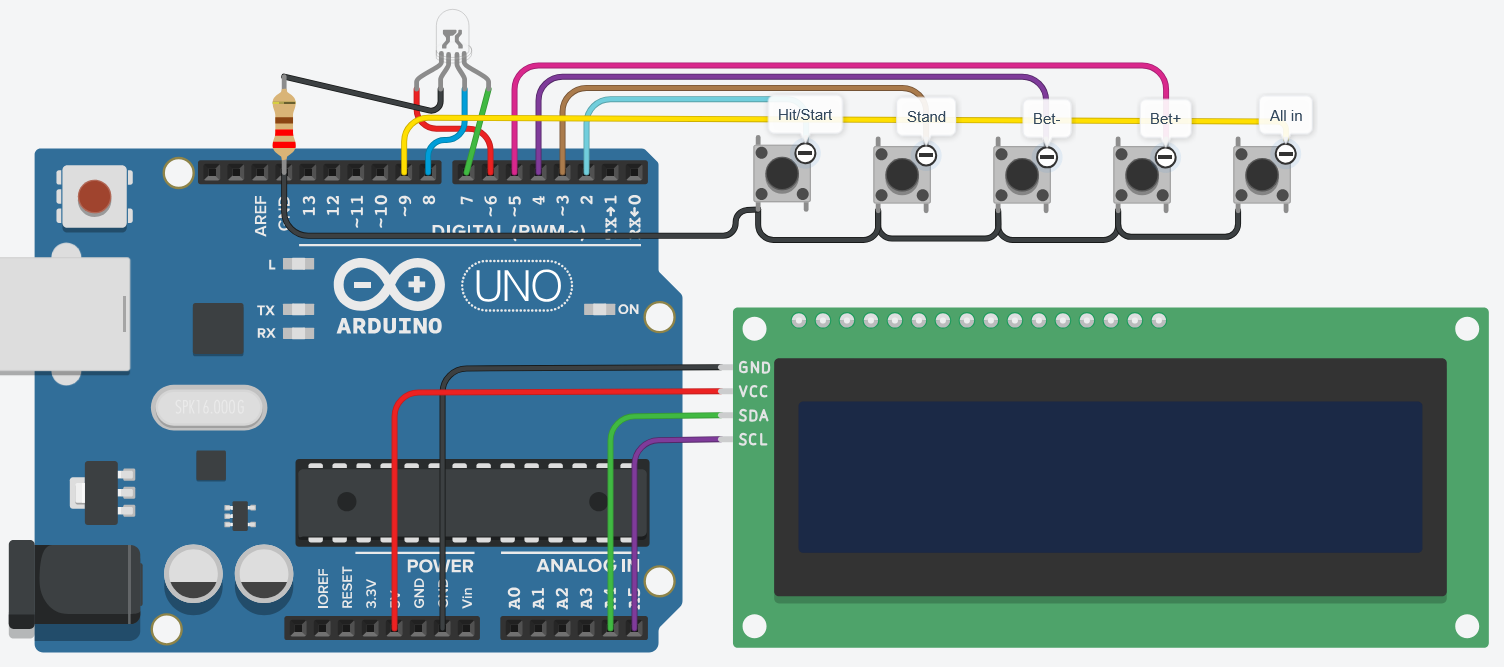 Hit/Start
Stand
Bet-
Bet+
All in
AREF
GND
13
12
~11
~10
~9
8
7
~6
~5
4
~3
2
TX→1
RX←0
DIGITAL (PWM~)
L
TX
RX
ARDUINO
UNO
ON
GND
VCC
SDA
SCL
SPK16.000G
POWER
ANALOG IN
IOREF
RESET
3.3V
5V
GND
GND
Vin
A0
A1
A2
A3
A4
A5